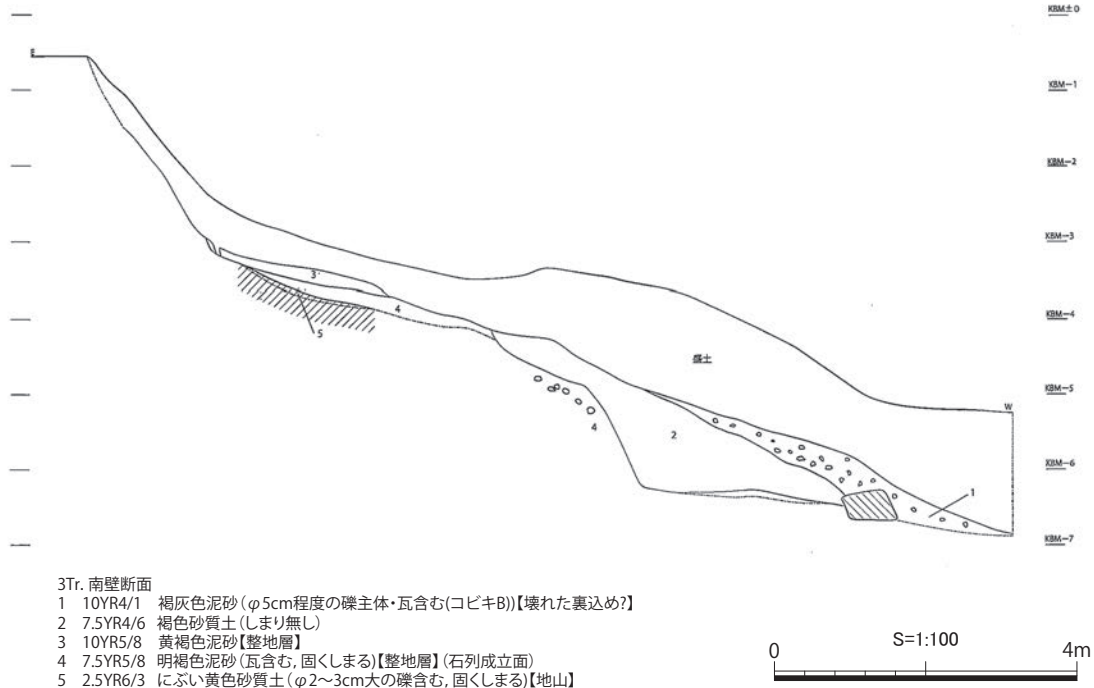 KBM±0
E
KBM−1
KBM−2
KBM−3
3
4
KBM−4
5
盛土
KBM−5
W
4
2
KBM−6
1
KBM−7
3Tr. 南壁断面
1 10YR4/1 褐灰色泥砂(φ5cm程度の礫主体・瓦含む(コビキB))【壊れた裏込め?】
2 7.5YR4/6 褐色砂質土(しまり無し)
3 10YR5/8 黄褐色泥砂【整地層】
4 7.5YR5/8 明褐色泥砂(瓦含む,固くしまる)【整地層】(石列成立面)
5 2.5YR6/3 にぶい黄色砂質土(φ2〜3cm大の礫含む,固くしまる)【地山】
S=1:100
0 4m